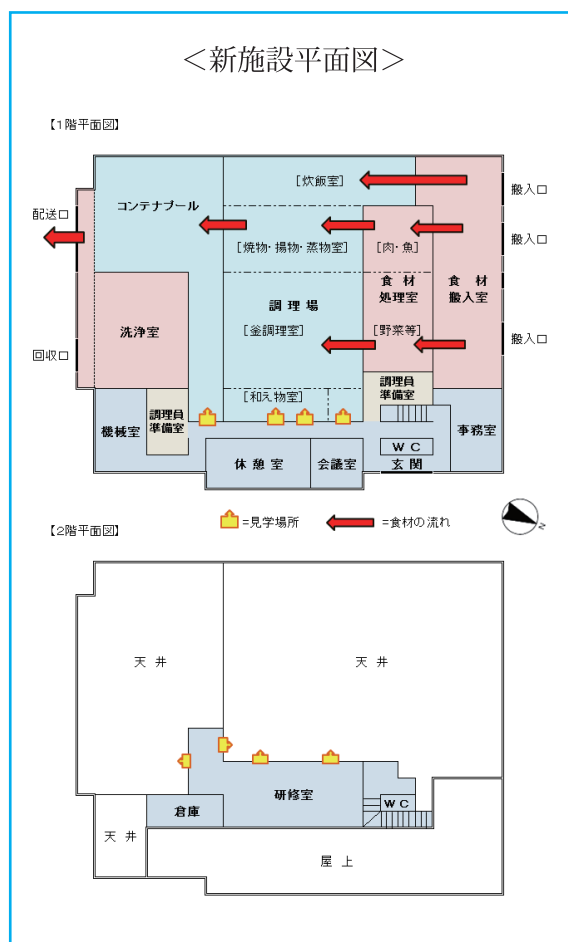 <新施設平面図>
【1階平面図】
[炊飯室]
コンテナプール
搬入口
配送口
搬入口
[焼物・揚物・蒸物室]
[肉・魚]
食材
処理室
食材
搬入室
調理場
洗浄室
[釜調理室]
[野菜等]
搬入口
回収口
調理員
準備室
[和え物室]
機械室
調理員
準備室
事務室
WC
休憩室
会議室
玄関
=見学場所
=食材の流れ
N
【2階平面図】
天井
天井
研修室
倉庫
WC
天井
屋上